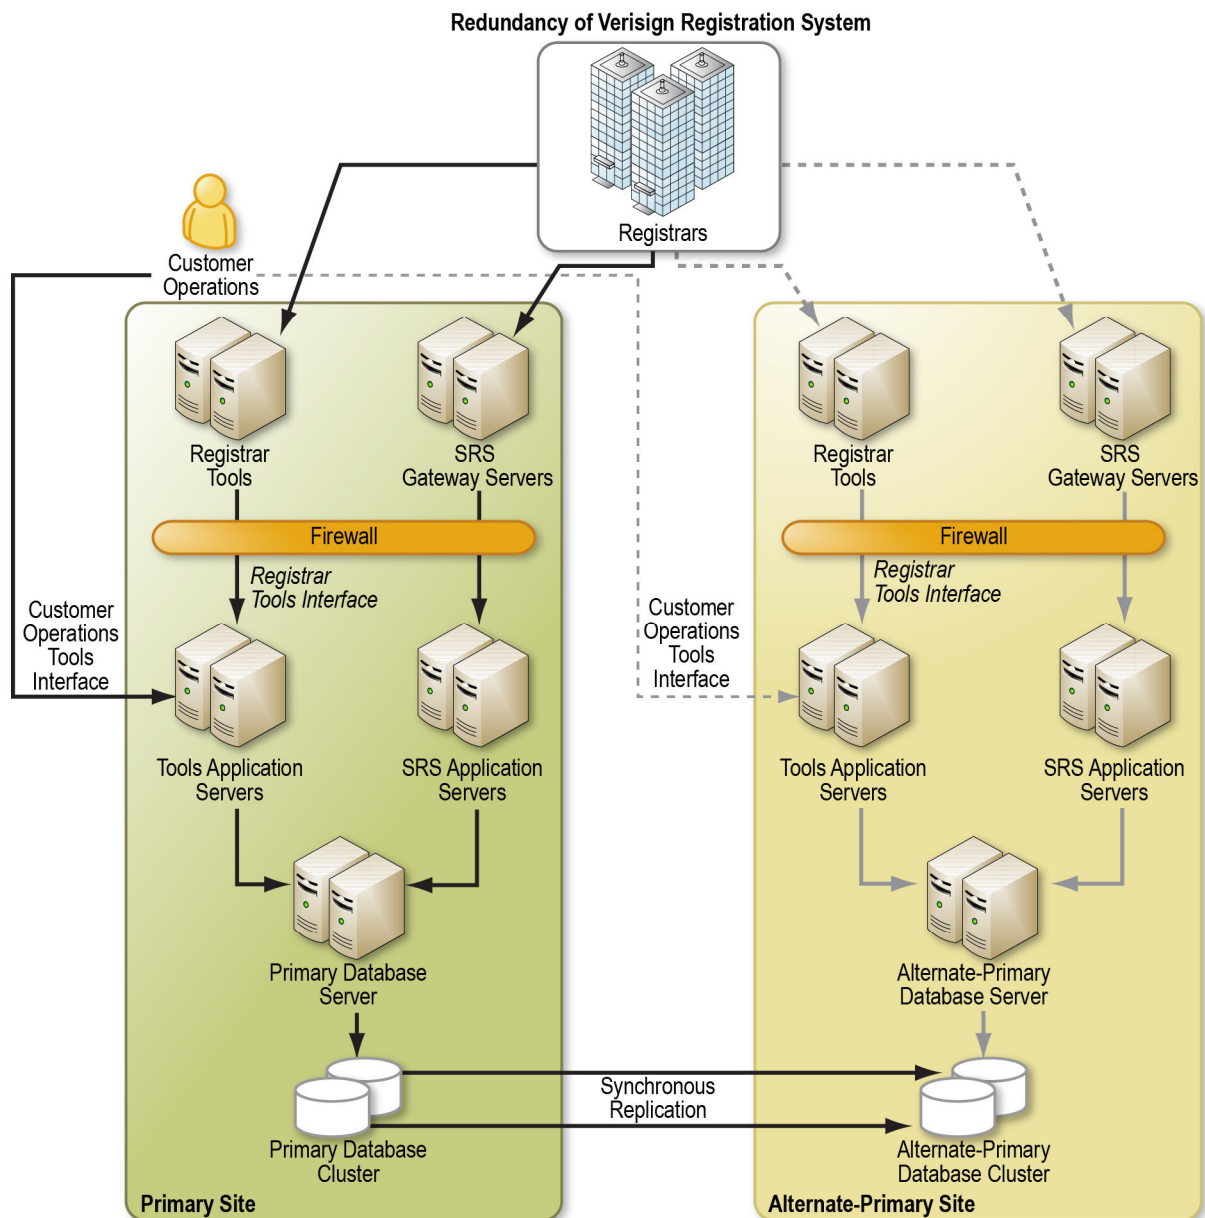 Redundancy of Verisign Registration System
Registrars
Customer
Operations
Registrar
Tools
SRS
Gateway Servers
Registrar
Tools
SRS
Gateway Servers
Firewall
Firewall
Registrar
Tools Interface
Registrar
Tools Interface
Customer
Operations
Tools
Interface
Customer
Operations
Tools
Interface
Tools Application
Servers
SRS Application
Servers
Tools Application
Servers
SRS Application
Servers
Primary Database
Server
Alternate-Primary
Database Server
Synchronous
Replication
Primary Database
Cluster
Alternate-Primary
Database Cluster
Primary Site
Alternate-Primary Site